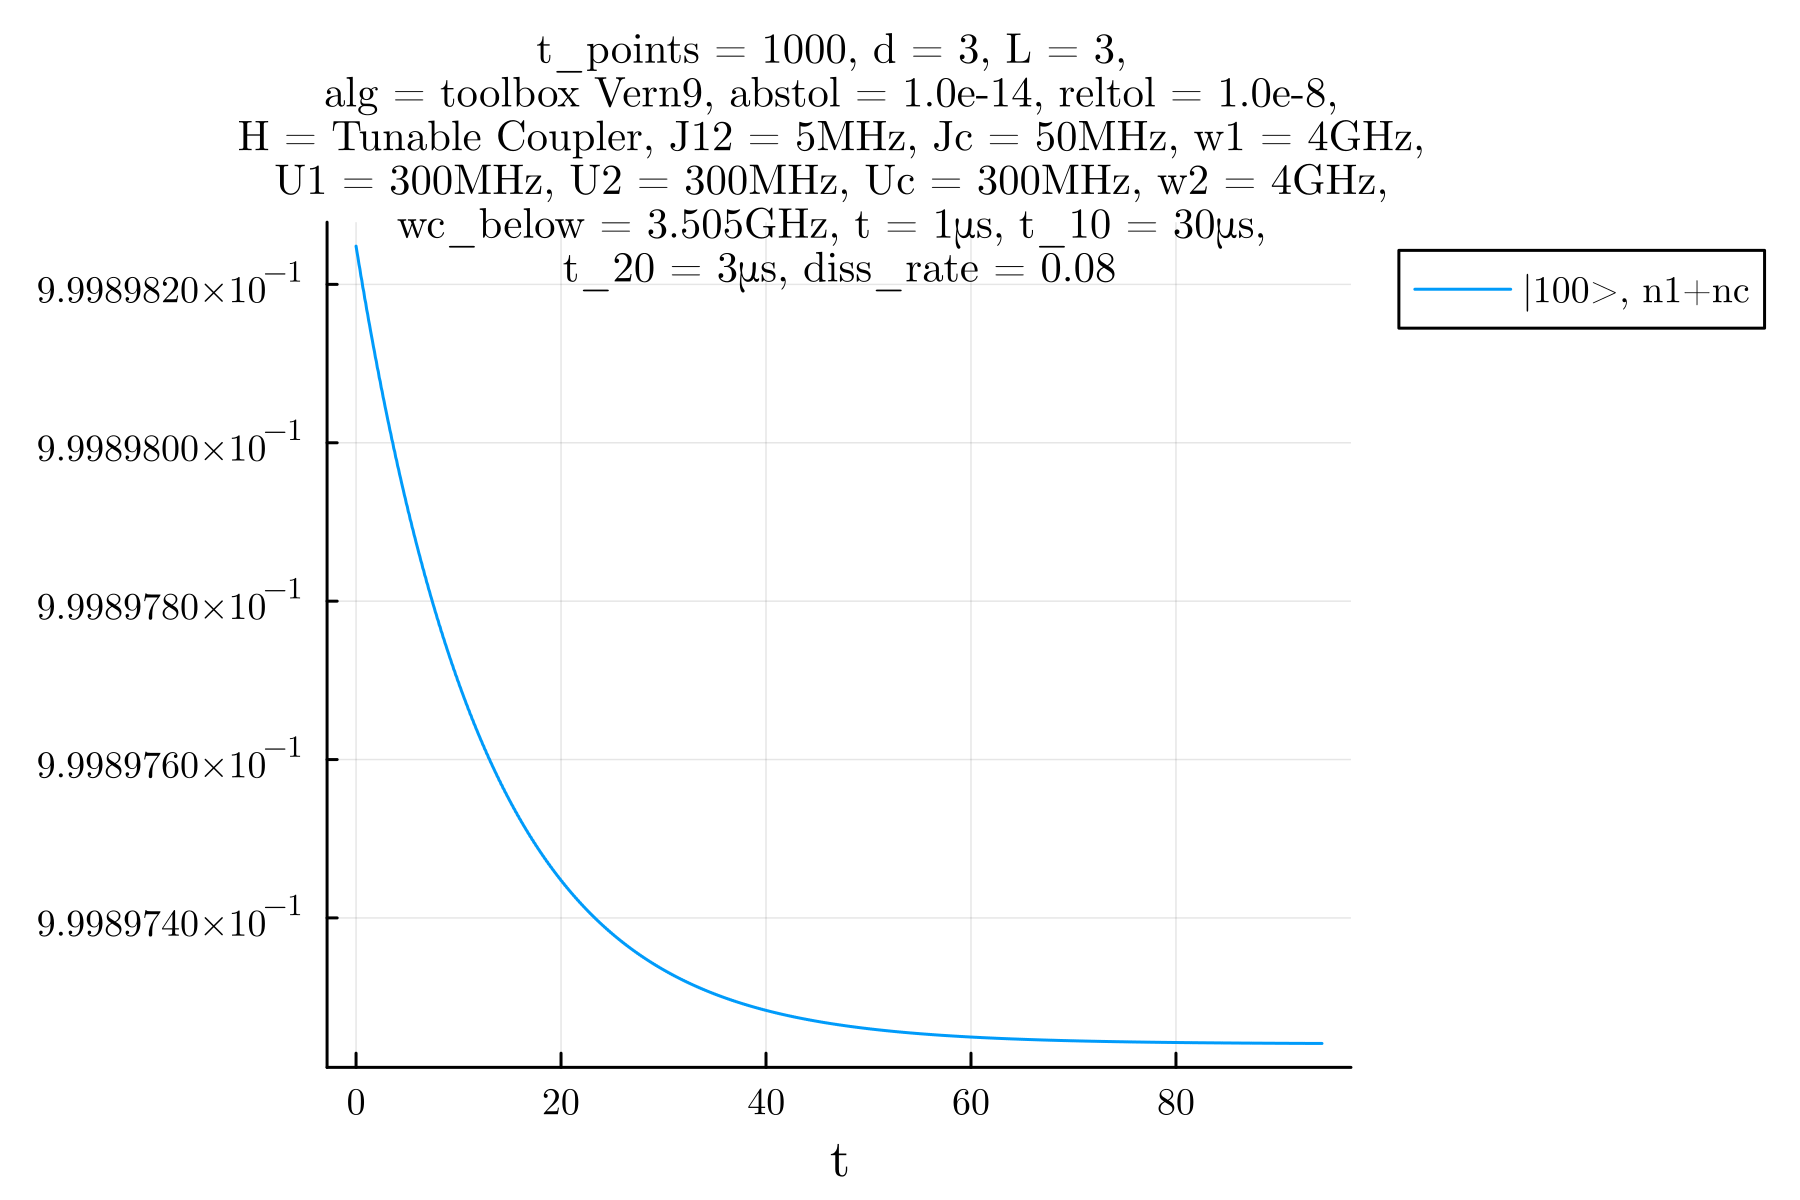 t_points = 1000, d = 3, L = 3,
alg = toolbox Vern9, abstol = 1.0e-14, reltol = 1.0e-8,
H = Tunable Coupler, J12 = 5MHz, Jc = 50MHz, w1 = 4GHz,
U1 = 300MHz, U2 = 300MHz, Uc = 300MHz, w2 = 4GHz,
wc_below = 3.505GHz, t = 1μs, t_10 = 30μs,
t_20 = 3μs, diss_rate = 0.08
9.9989820×10⁻¹
9.9989800×10⁻¹
9.9989780×10⁻¹
9.9989760×10⁻¹
9.9989740×10⁻¹
|100>, n1+nc
0 20 40 60 80
t